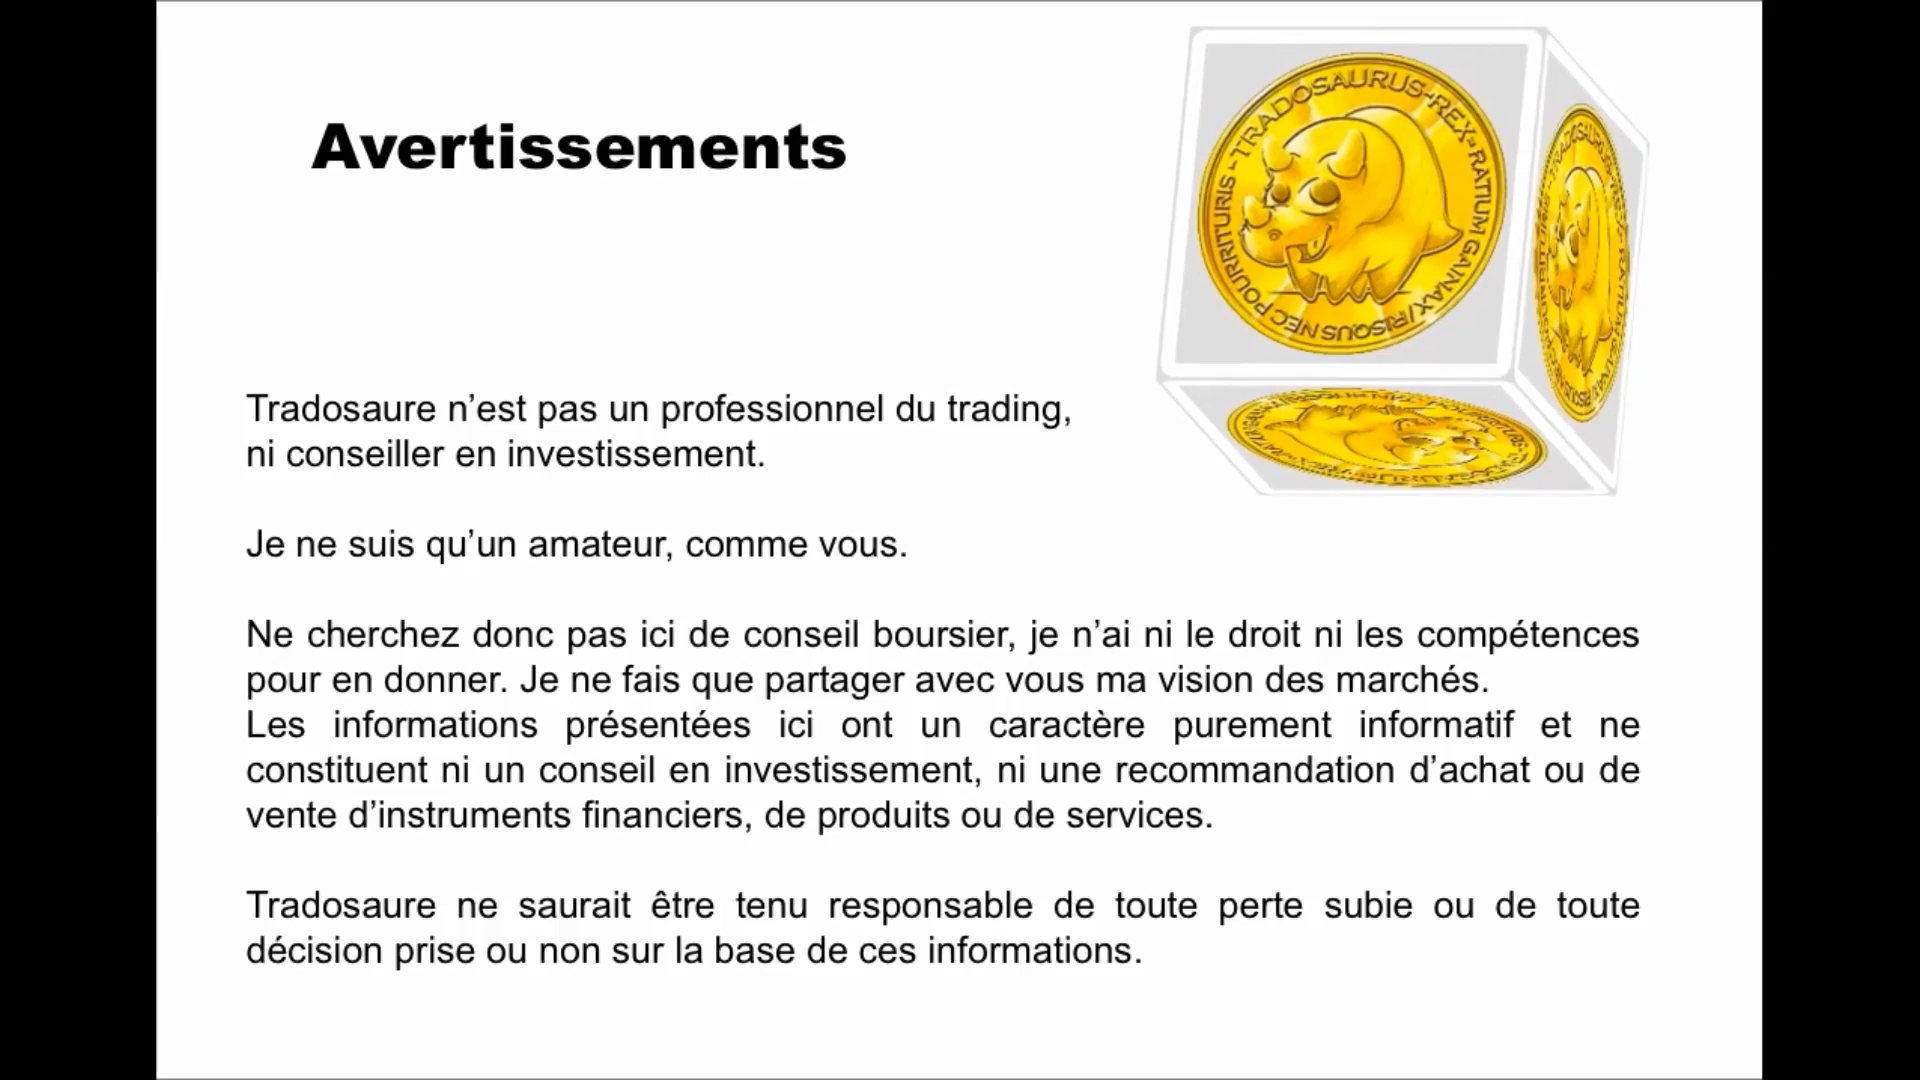 Avertissements
TRADOSAURUS-REX-RATIUM GAINAX/RISQUS NEC POURRITURIS -
Tradosaure n’est pas un professionnel du trading,
ni conseiller en investissement.
Je ne suis qu’un amateur, comme vous.
Ne cherchez donc pas ici de conseil boursier, je n’ai ni le droit ni les compétences
pour en donner. Je ne fais que partager avec vous ma vision des marchés.
Les informations présentées ici ont un caractère purement informatif et ne
constituent ni un conseil en investissement, ni une recommandation d’achat ou de
vente d’instruments financiers, de produits ou de services.
Tradosaure ne saurait être tenu responsable de toute perte subie ou de toute
décision prise ou non sur la base de ces informations.